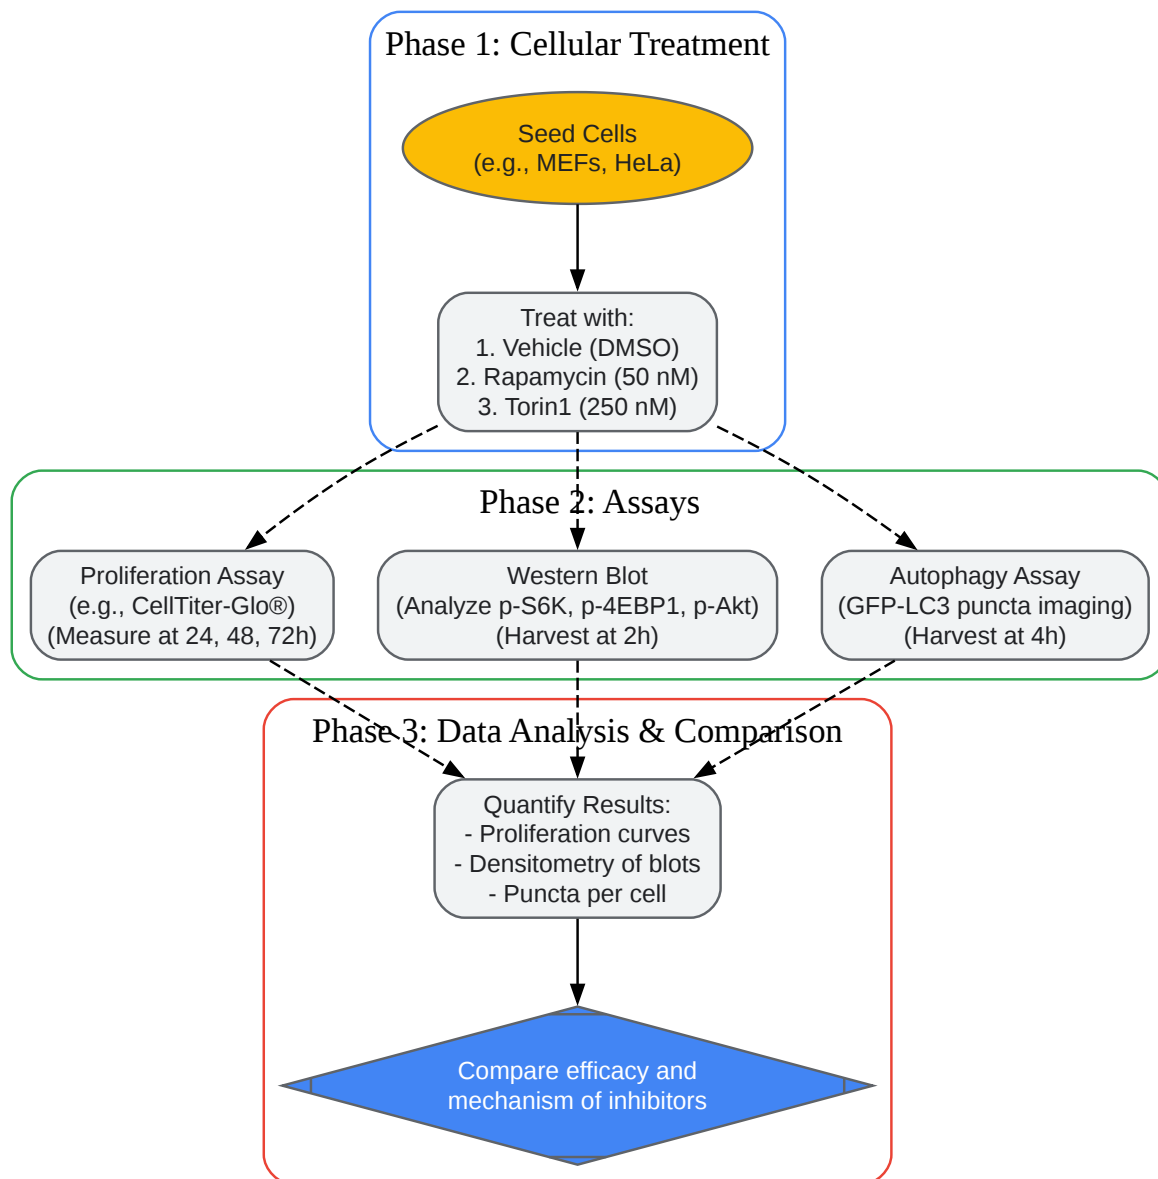 Phase 1: Cellular Treatment
Seed Cells
(e.g., MEFs, HeLa)
Treat with:
1. Vehicle (DMSO)
2. Rapamycin (50 nM)
3. Torin1 (250 nM)
Phase 2: Assays
Proliferation Assay
(e.g., CellTiter-Glo®)
(Measure at 24, 48, 72h)
Western Blot
(Analyze p-S6K, p-4EBP1, p-Akt)
(Harvest at 2h)
Autophagy Assay
(GFP-LC3 puncta imaging)
(Harvest at 4h)
Phase 3: Data Analysis & Comparison
Quantify Results:
- Proliferation curves
- Densitometry of blots
- Puncta per cell
Compare efficacy and
mechanism of inhibitors